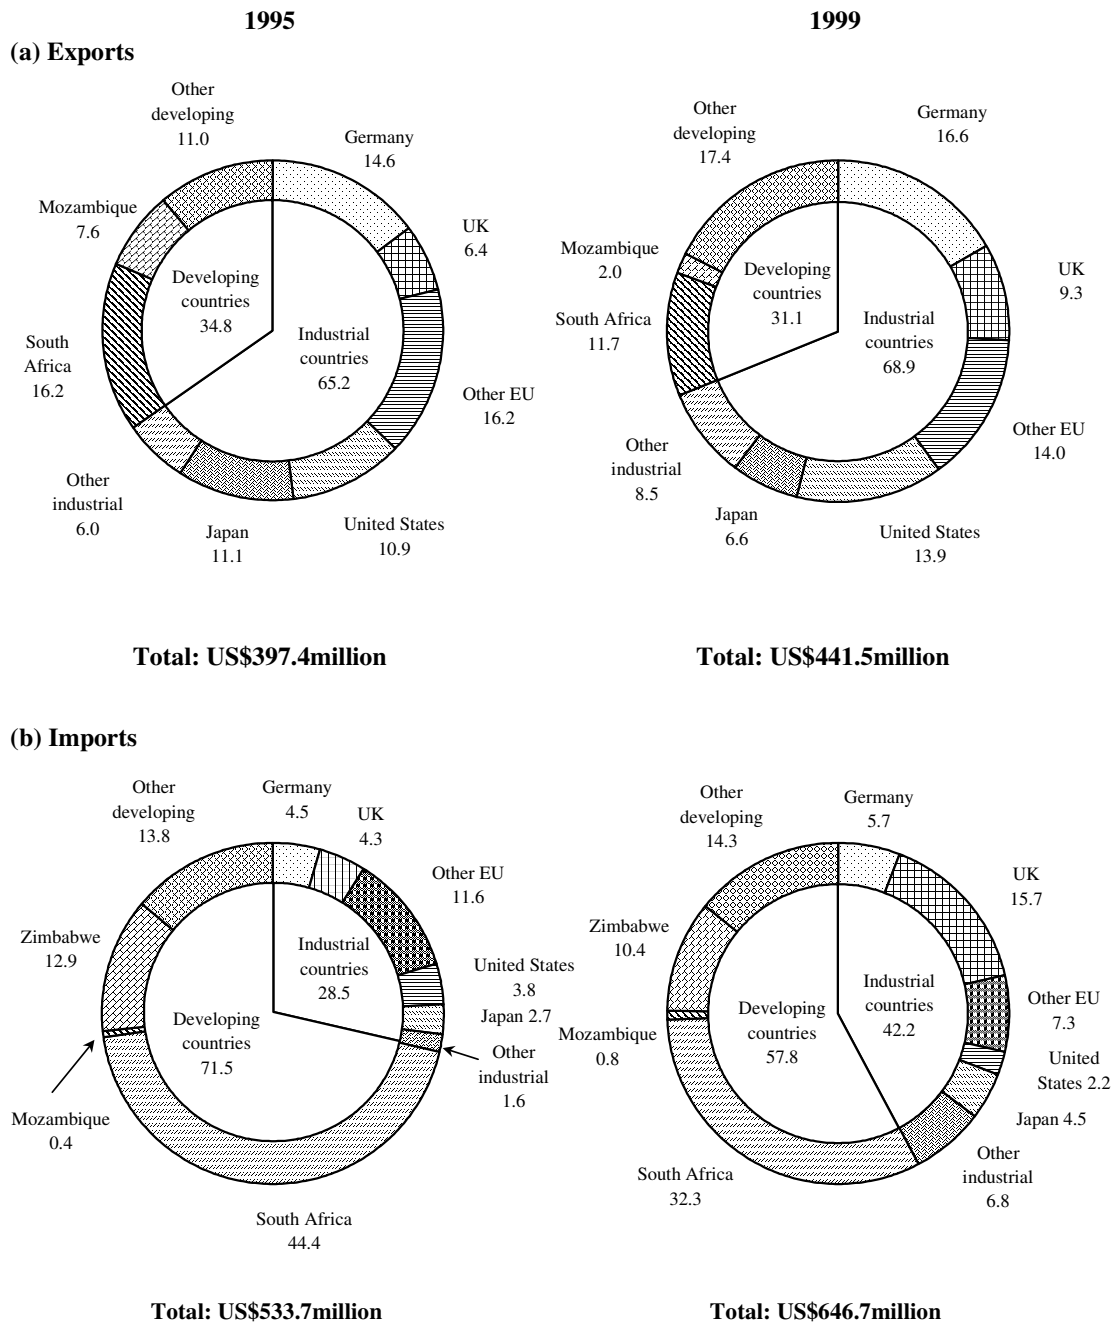 1995
1999
(a) Exports
Other
developing
11.0
Germany
14.6
UK
6.4
Other EU
16.2
United States
10.9
Japan
11.1
Other
industrial
6.0
South
Africa
16.2
Mozambique
7.6
Developing
countries
34.8
Industrial
countries
65.2
Total: US$397.4million
Other
developing
17.4
Germany
16.6
UK
9.3
Other EU
14.0
United States
13.9
Japan
6.6
Other
industrial
8.5
South Africa
11.7
Mozambique
2.0
Developing
countries
31.1
Industrial
countries
68.9
Total: US$441.5million
(b) Imports
Other
developing
13.8
Germany
4.5
UK
4.3
Other EU
11.6
United States
3.8
Japan 2.7
Other
industrial
1.6
South Africa
44.4
Mozambique
0.4
Zimbabwe
12.9
Industrial
countries
28.5
Developing
countries
71.5
Total: US$533.7million
Other
developing
14.3
Germany
5.7
UK
15.7
Other EU
7.3
United
States 2.2
Japan 4.5
Other
industrial
6.8
South Africa
32.3
Mozambique
0.8
Zimbabwe
10.4
Industrial
countries
42.2
Developing
countries
57.8
Total: US$646.7million